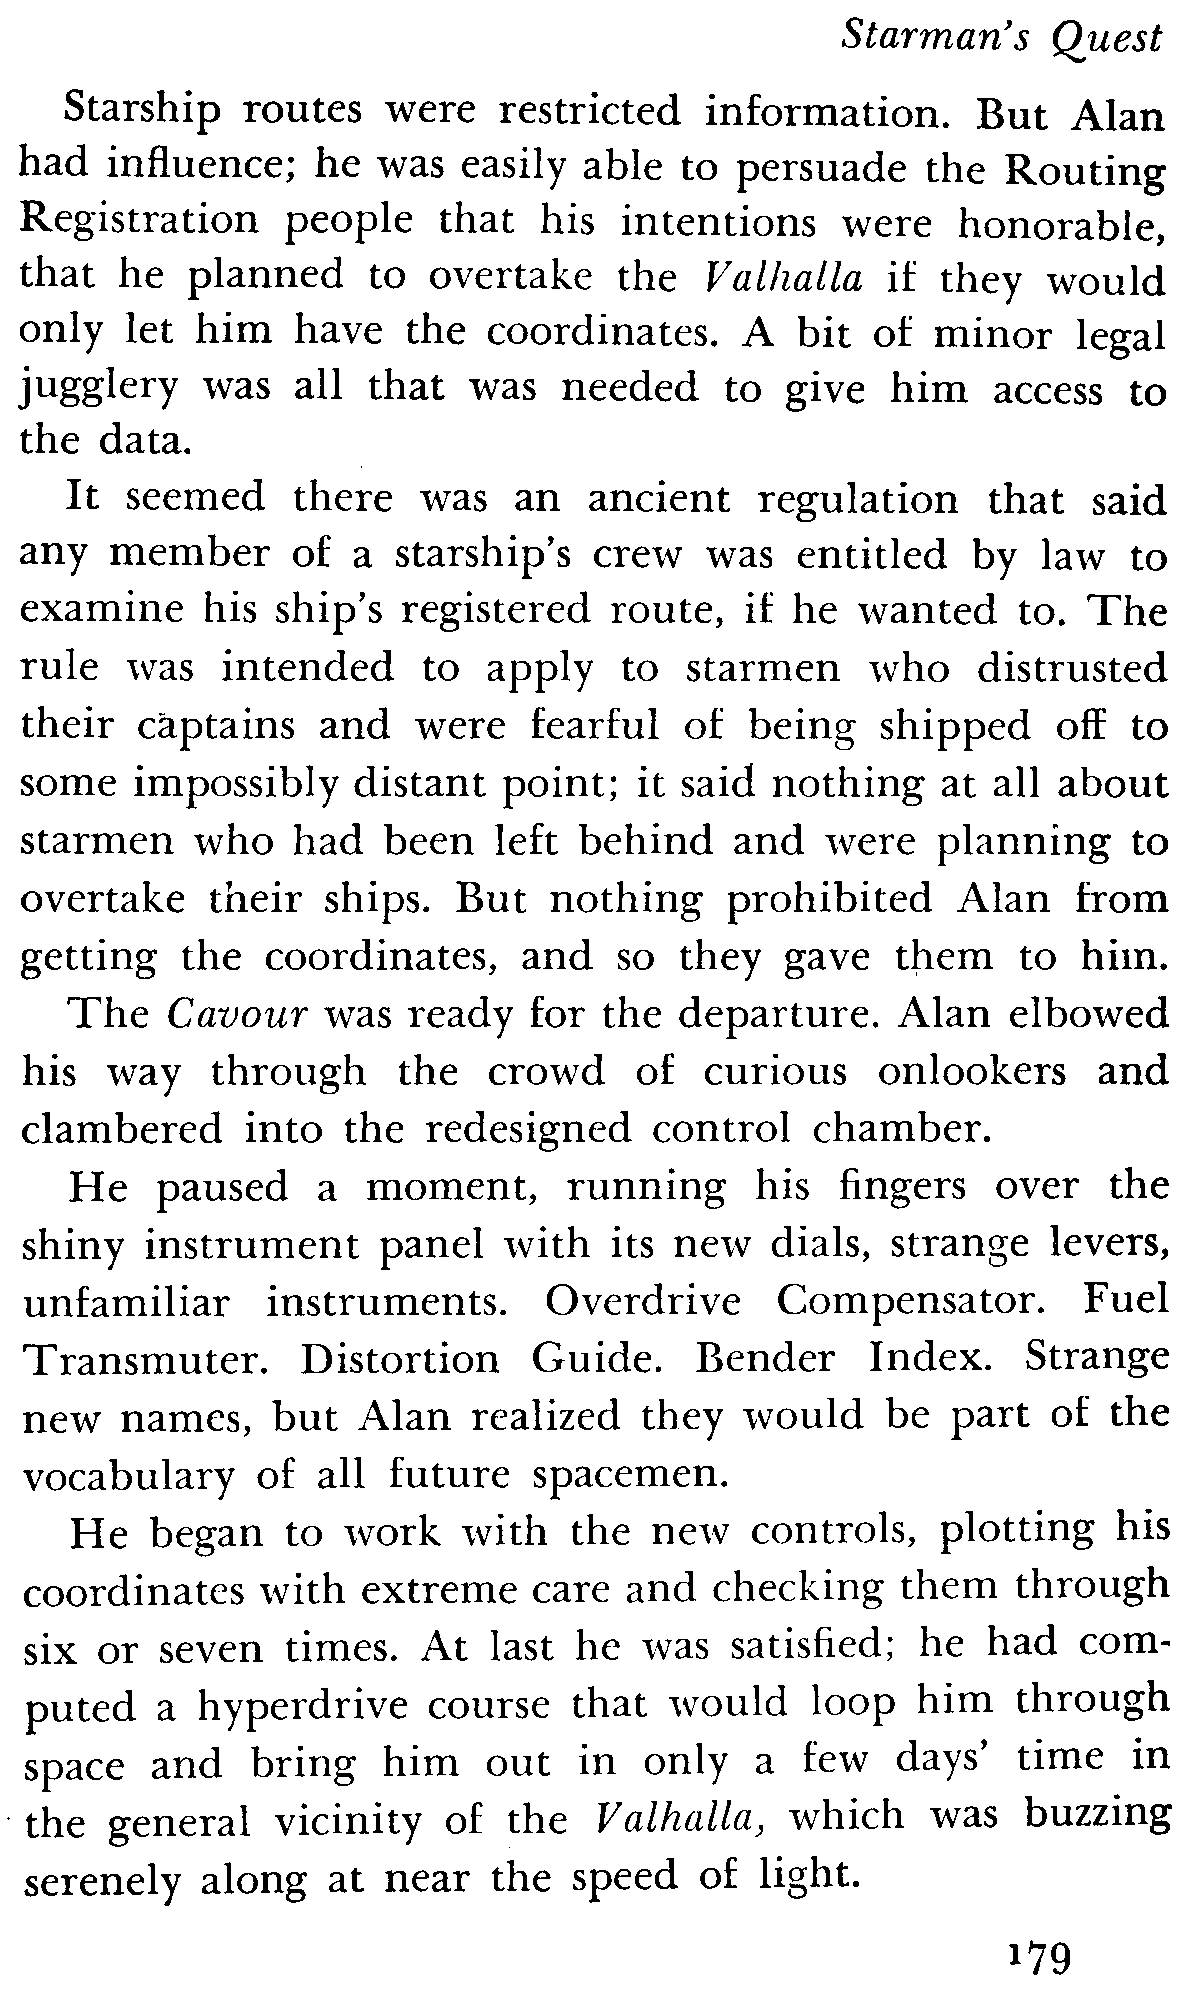 Starman's Quest
Starship routes were restricted information. But Alan
had influence; he was easily able to persuade the Routing
Registration people that his intentions were honorable,
that he planned to overtake the Valhalla if they would
only let him have the coordinates. A bit of minor legal
jugglery was all that was needed to give him access to
the data.
It seemed there was an ancient regulation that said
any member of a starship's crew was entitled by law to
examine his ship's registered route, if he wanted to. The
rule was intended to apply to starmen who distrusted
their captains and were fearful of being shipped off to
some impossibly distant point; it said nothing at all about
starmen who had been left behind and were planning to
overtake their ships. But nothing prohibited Alan from
getting the coordinates, and so they gave them to him.
The Cavour was ready for the departure. Alan elbowed
his way through the crowd of curious onlookers and
clambered into the redesigned control chamber.
He paused a moment, running his fingers over the
shiny instrument panel with its new dials, strange levers,
unfamiliar instruments. Overdrive Compensator. Fuel
Transmuter. Distortion Guide. Bender Index. Strange
new names, but Alan realized they would be part of the
vocabulary of all future spacemen.
He began to work with the new controls, plotting his
coordinates with extreme care and checking them through
six or seven times. At last he was satisfied; he had com-
puted a hyperdrive course that would loop him through
space and bring him out in only a few days' time in
the general vicinity of the Valhalla, which was buzzing
serenely along at near the speed of light.
179